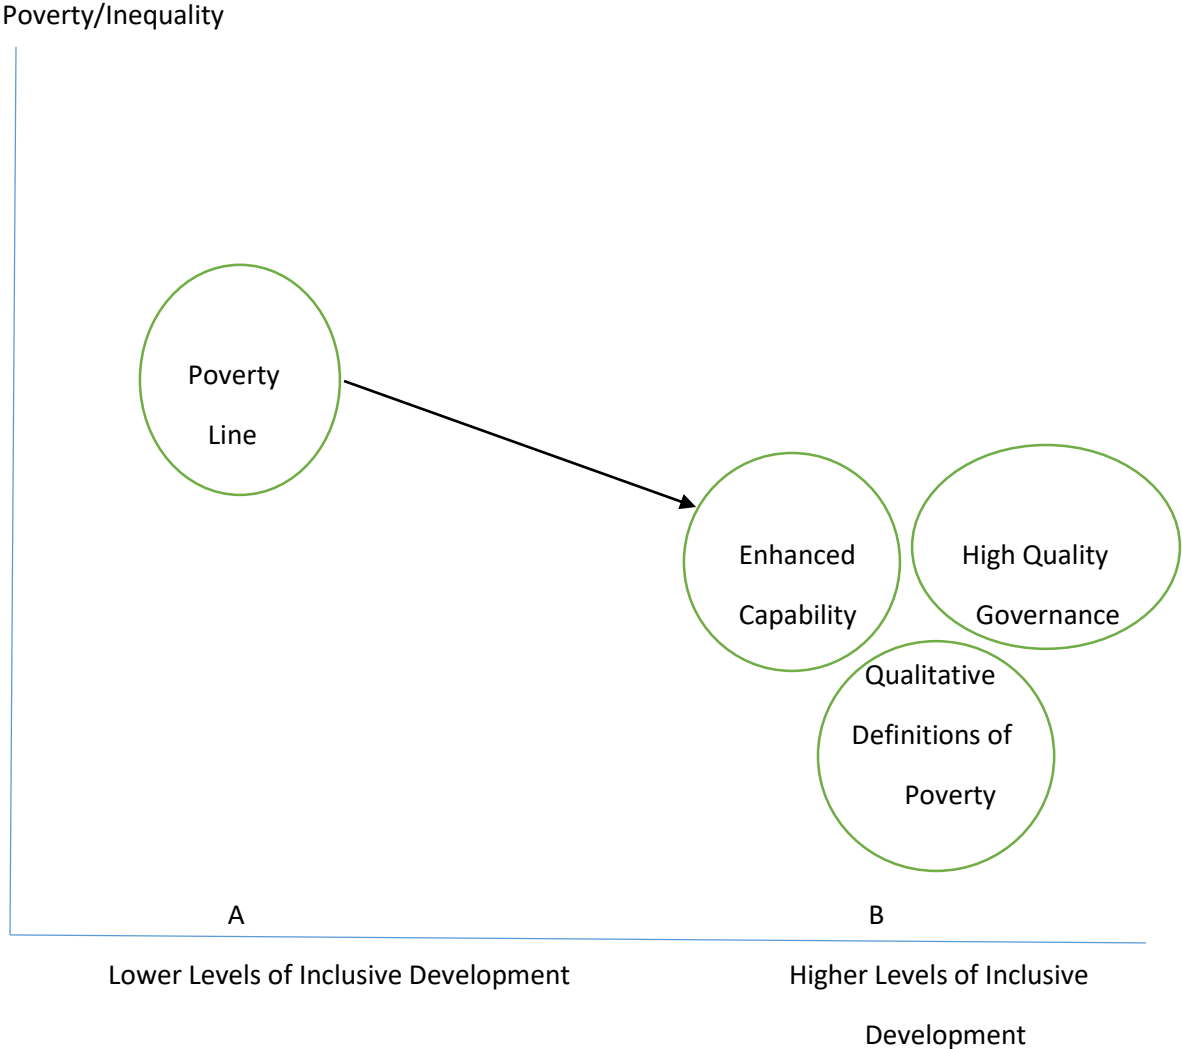 Poverty/Inequality
Poverty
Line
Enhanced
Capability
High Quality
Governance
Qualitative
Definitions of
Poverty
A
B
Lower Levels of Inclusive Development
Higher Levels of Inclusive
Development